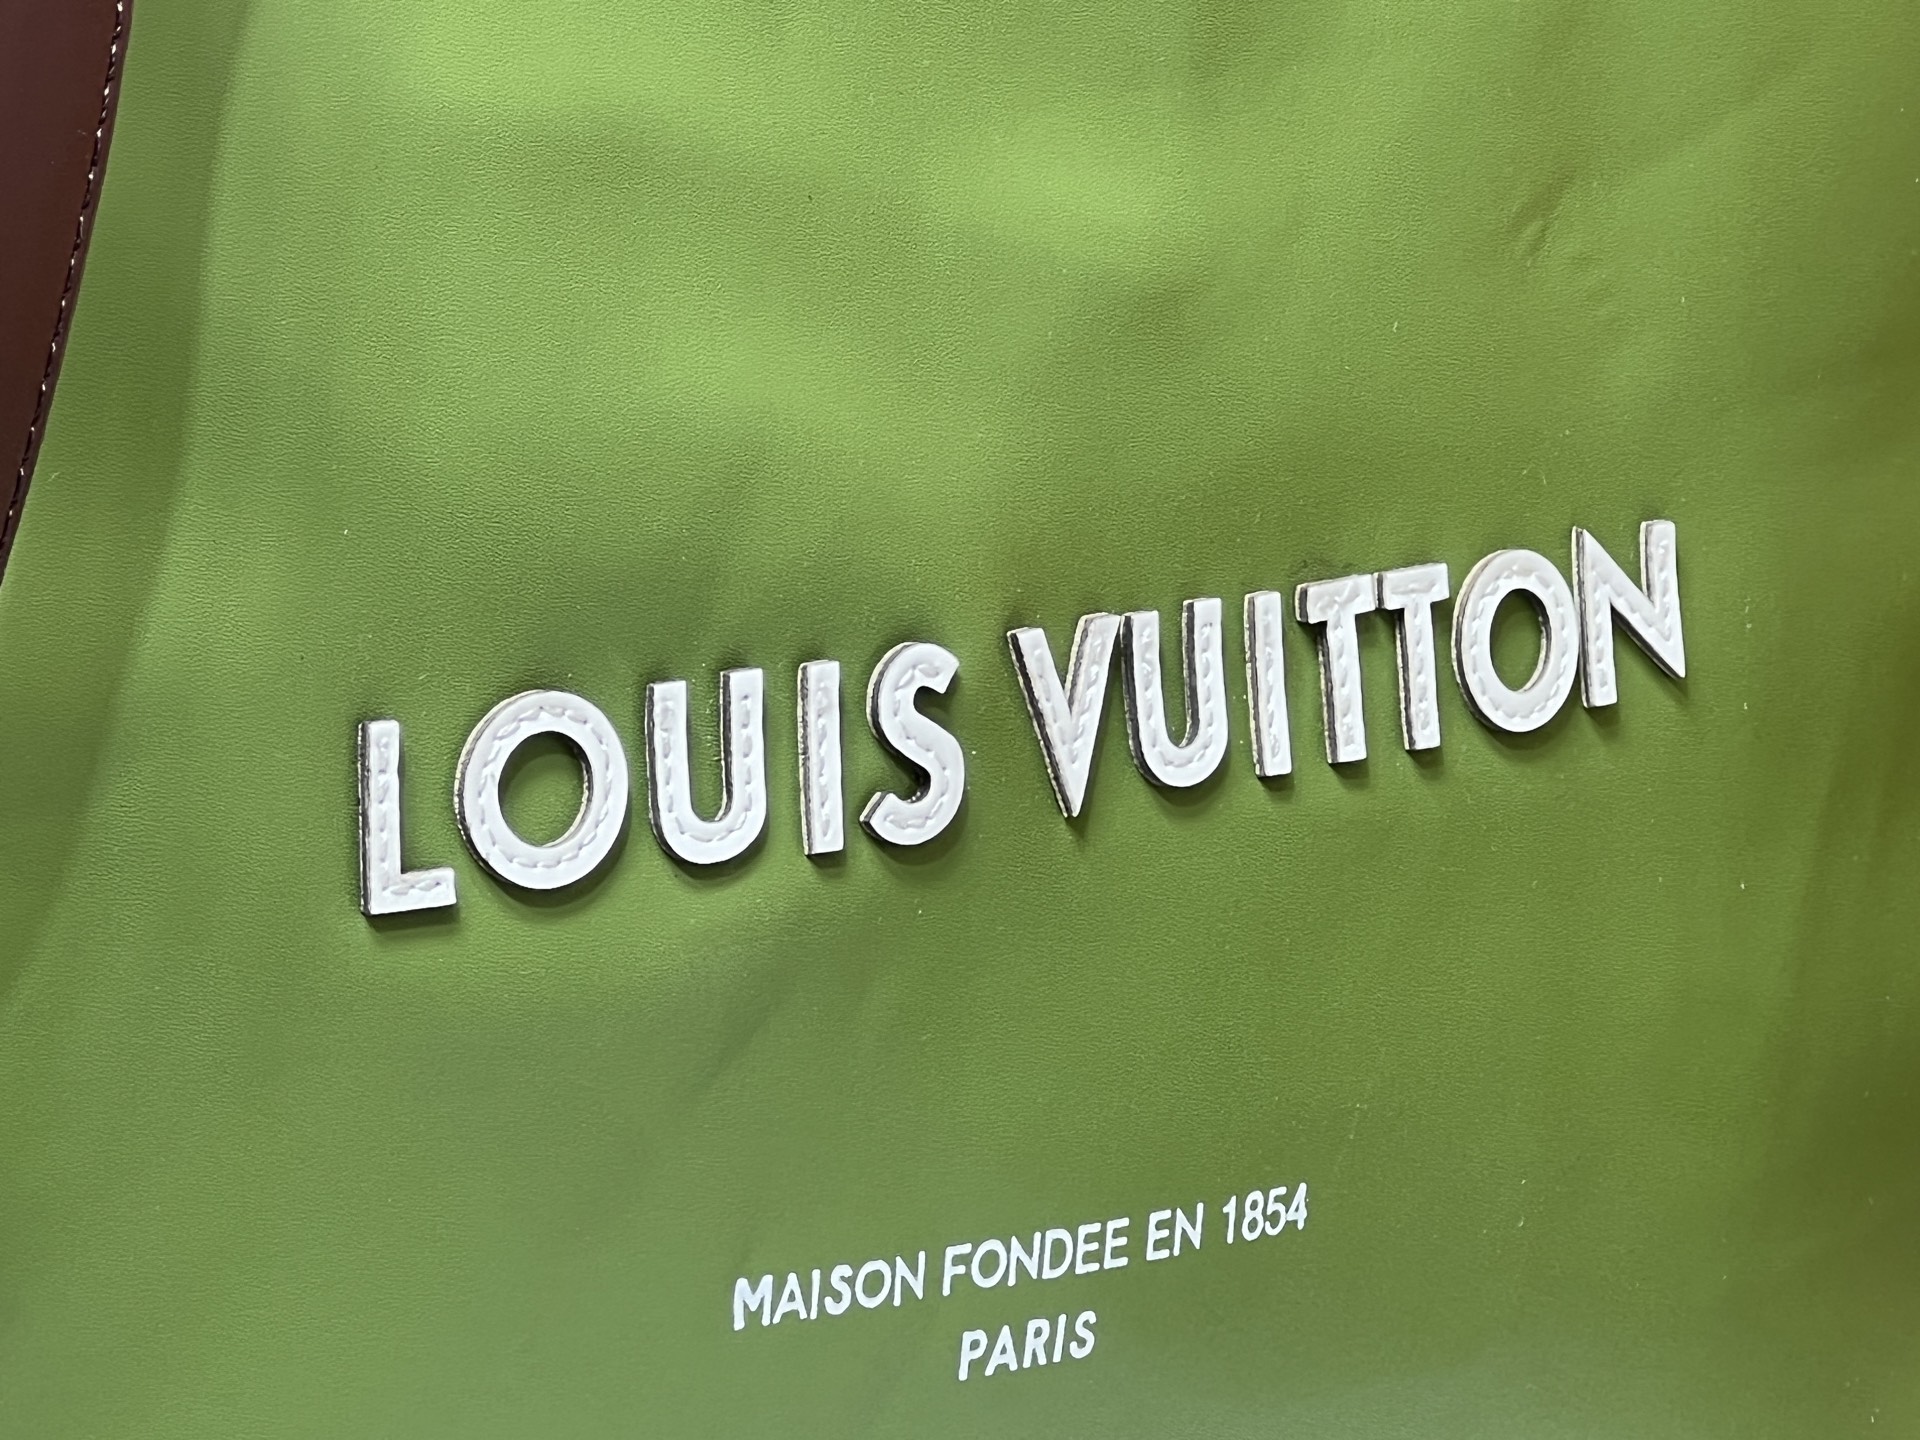 LOUIS VUITTON
MAISON FONDEE EN 1854
PARIS